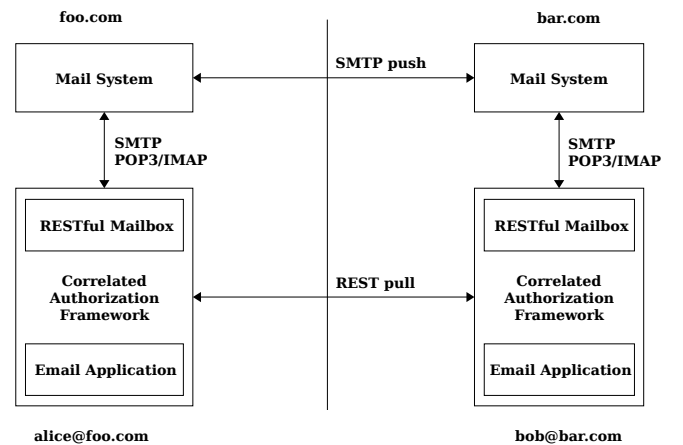 foo.com
bar.com
Mail System
SMTP push
Mail System
SMTP
POP3/IMAP
SMTP
POP3/IMAP
RESTful Mailbox
RESTful Mailbox
Correlated
Authorization
Framework
REST pull
Correlated
Authorization
Framework
Email Application
Email Application
alice@foo.com
bob@bar.com